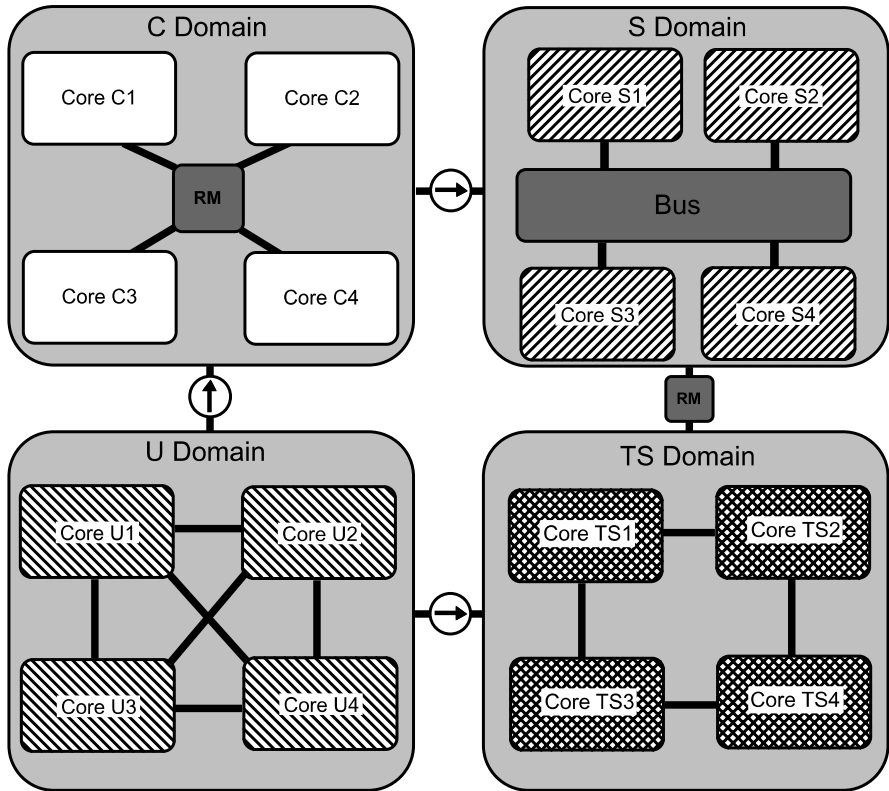 C Domain
Core C1
Core C2
RM
Core C3
Core C4
S Domain
Core S1
Core S2
Bus
Core S3
Core S4
RM
U Domain
Core U1
Core U2
Core U3
Core U4
TS Domain
Core TS1
Core TS2
Core TS3
Core TS4